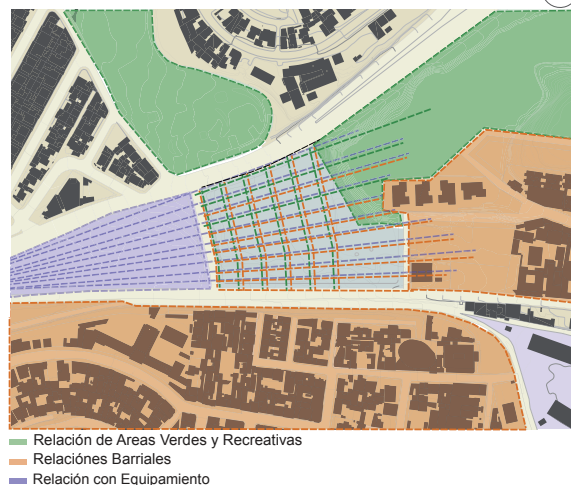 Relación de Areas Verdes y Recreativas
Relaciónes Barriales
Relación con Equipamiento